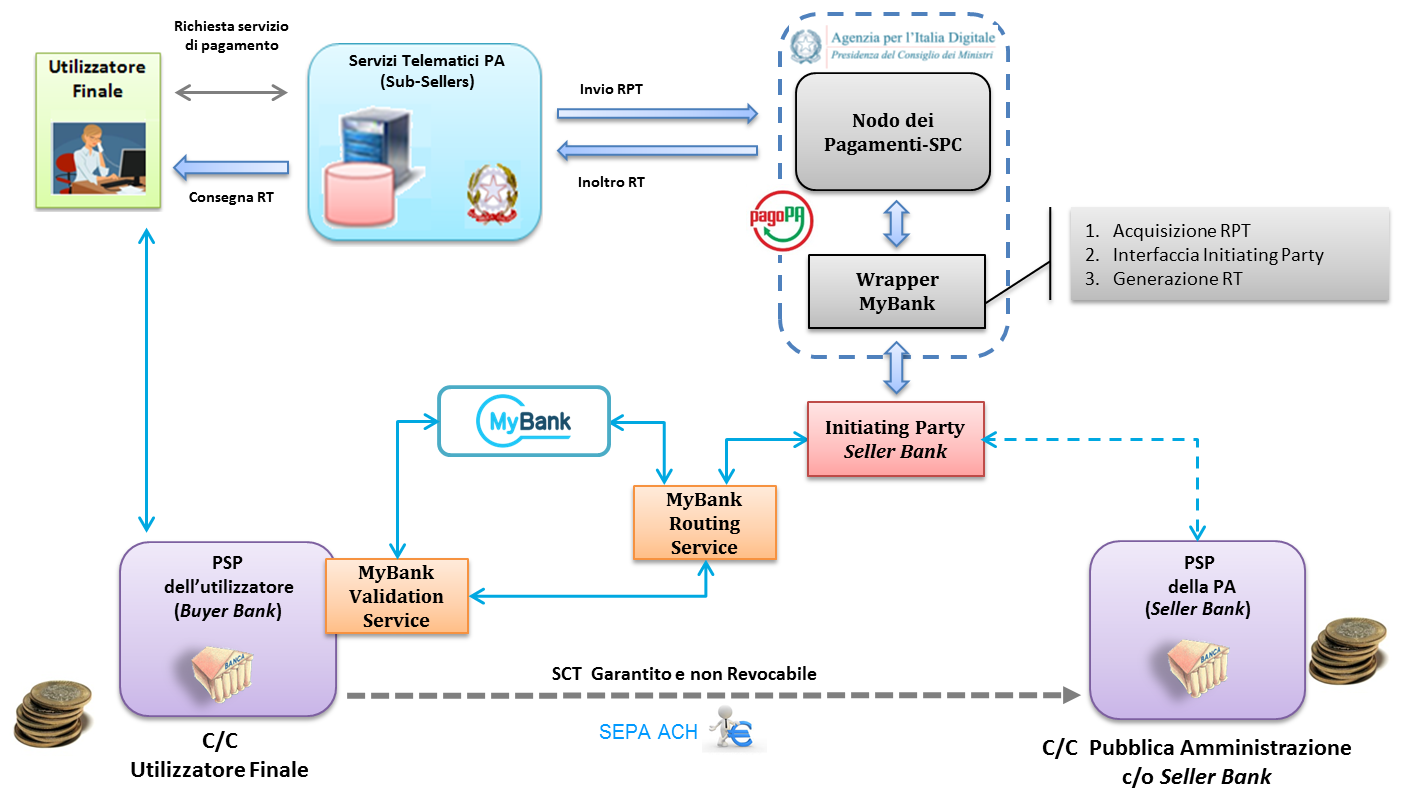 Richiesta servizio
di pagamento
Utilizzatore
Finale
Servizi Telematici PA
(Sub-Sellers)
Consegna RT
Invio RPT
Inoltro RT
Agenzia per l'Italia Digitale
Presidenza del Consiglio dei Ministri
Nodo dei
Pagamenti-SPC
pagoPA
Wrapper
MyBank
1. Acquisizione RPT
2. Interfaccia Initiating Party
3. Generazione RT
MyBank
Initiating Party
Seller Bank
MyBank
Routing
Service
MyBank
Validation
Service
PSP
dell'utilizzatore
(Buyer Bank)
BANCA
PSP
della PA
(Seller Bank)
BANCA
SCT Garantito e non Revocabile
SEPA ACH
C/C
Utilizzatore Finale
C/C Pubblica Amministrazione
c/o Seller Bank